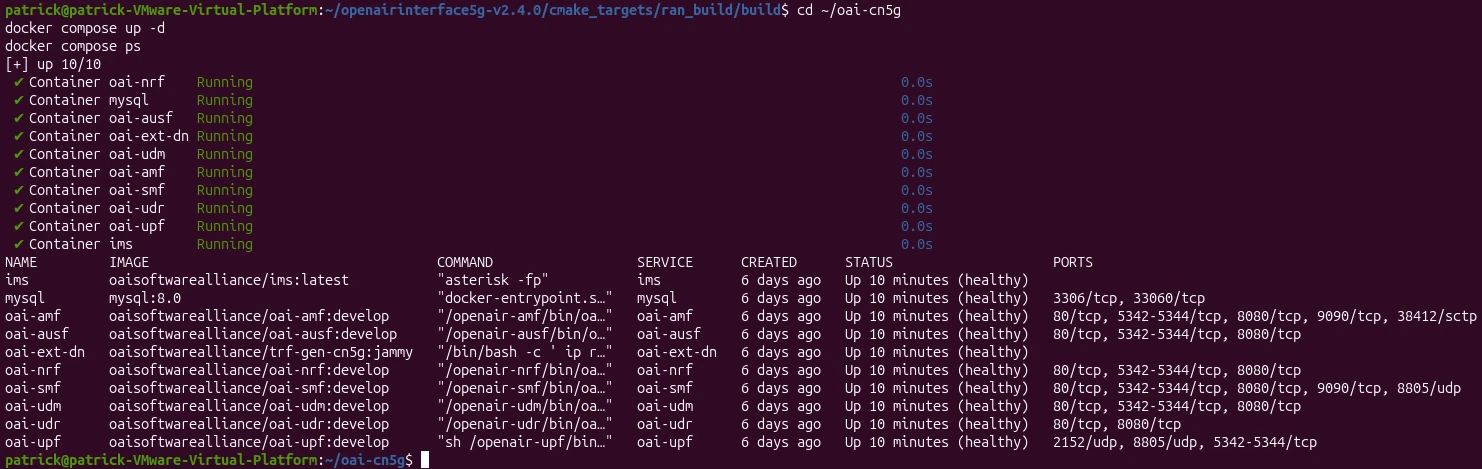 patrick@patrick-VMware-Virtual-Platform:~/openairinterface5g-v2.4.0/cmake_targets/ran_build/build$ cd ~/oai-cn5g
docker compose up -d
docker compose ps
[+] up 10/10
✔ Container oai-nrf Running 0.0s
✔ Container mysql Running 0.0s
✔ Container oai-ausf Running 0.0s
✔ Container oai-ext-dn Running 0.0s
✔ Container oai-udm Running 0.0s
✔ Container oai-amf Running 0.0s
✔ Container oai-smf Running 0.0s
✔ Container oai-udr Running 0.0s
✔ Container oai-upf Running 0.0s
✔ Container ims Running 0.0s
NAME IMAGE COMMAND SERVICE CREATED STATUS PORTS
ims oaisoftwarealliance/ims:latest "asterisk -fp" ims 6 days ago Up 10 minutes (healthy)
mysql mysql:8.0 "docker-entrypoint.s…" mysql 6 days ago Up 10 minutes (healthy) 3306/tcp, 33060/tcp
oai-amf oaisoftwarealliance/oai-amf:develop "/openair-amf/bin/oa…" oai-amf 6 days ago Up 10 minutes (healthy) 80/tcp, 5342-5344/tcp, 8080/tcp, 9090/tcp, 38412/sctp
oai-ausf oaisoftwarealliance/oai-ausf:develop "/openair-ausf/bin/o…" oai-ausf 6 days ago Up 10 minutes (healthy) 80/tcp, 5342-5344/tcp, 8080/tcp
oai-ext-dn oaisoftwarealliance/trf-gen-cn5g:jammy "/bin/bash -c ' ip r…" oai-ext-dn 6 days ago Up 10 minutes (healthy)
oai-nrf oaisoftwarealliance/oai-nrf:develop "/openair-nrf/bin/oa…" oai-nrf 6 days ago Up 10 minutes (healthy) 80/tcp, 5342-5344/tcp, 8080/tcp
oai-smf oaisoftwarealliance/oai-smf:develop "/openair-smf/bin/oa…" oai-smf 6 days ago Up 10 minutes (healthy) 80/tcp, 5342-5344/tcp, 8080/tcp, 9090/tcp, 8805/udp
oai-udm oaisoftwarealliance/oai-udm:develop "/openair-udm/bin/oa…" oai-udm 6 days ago Up 10 minutes (healthy) 80/tcp, 5342-5344/tcp, 8080/tcp
oai-udr oaisoftwarealliance/oai-udr:develop "/openair-udr/bin/oa…" oai-udr 6 days ago Up 10 minutes (healthy) 80/tcp, 8080/tcp
oai-upf oaisoftwarealliance/oai-upf:develop "sh /openair-upf/bin…" oai-upf 6 days ago Up 10 minutes (healthy) 2152/udp, 8805/udp, 5342-5344/tcp
patrick@patrick-VMware-Virtual-Platform:~/oai-cn5g$